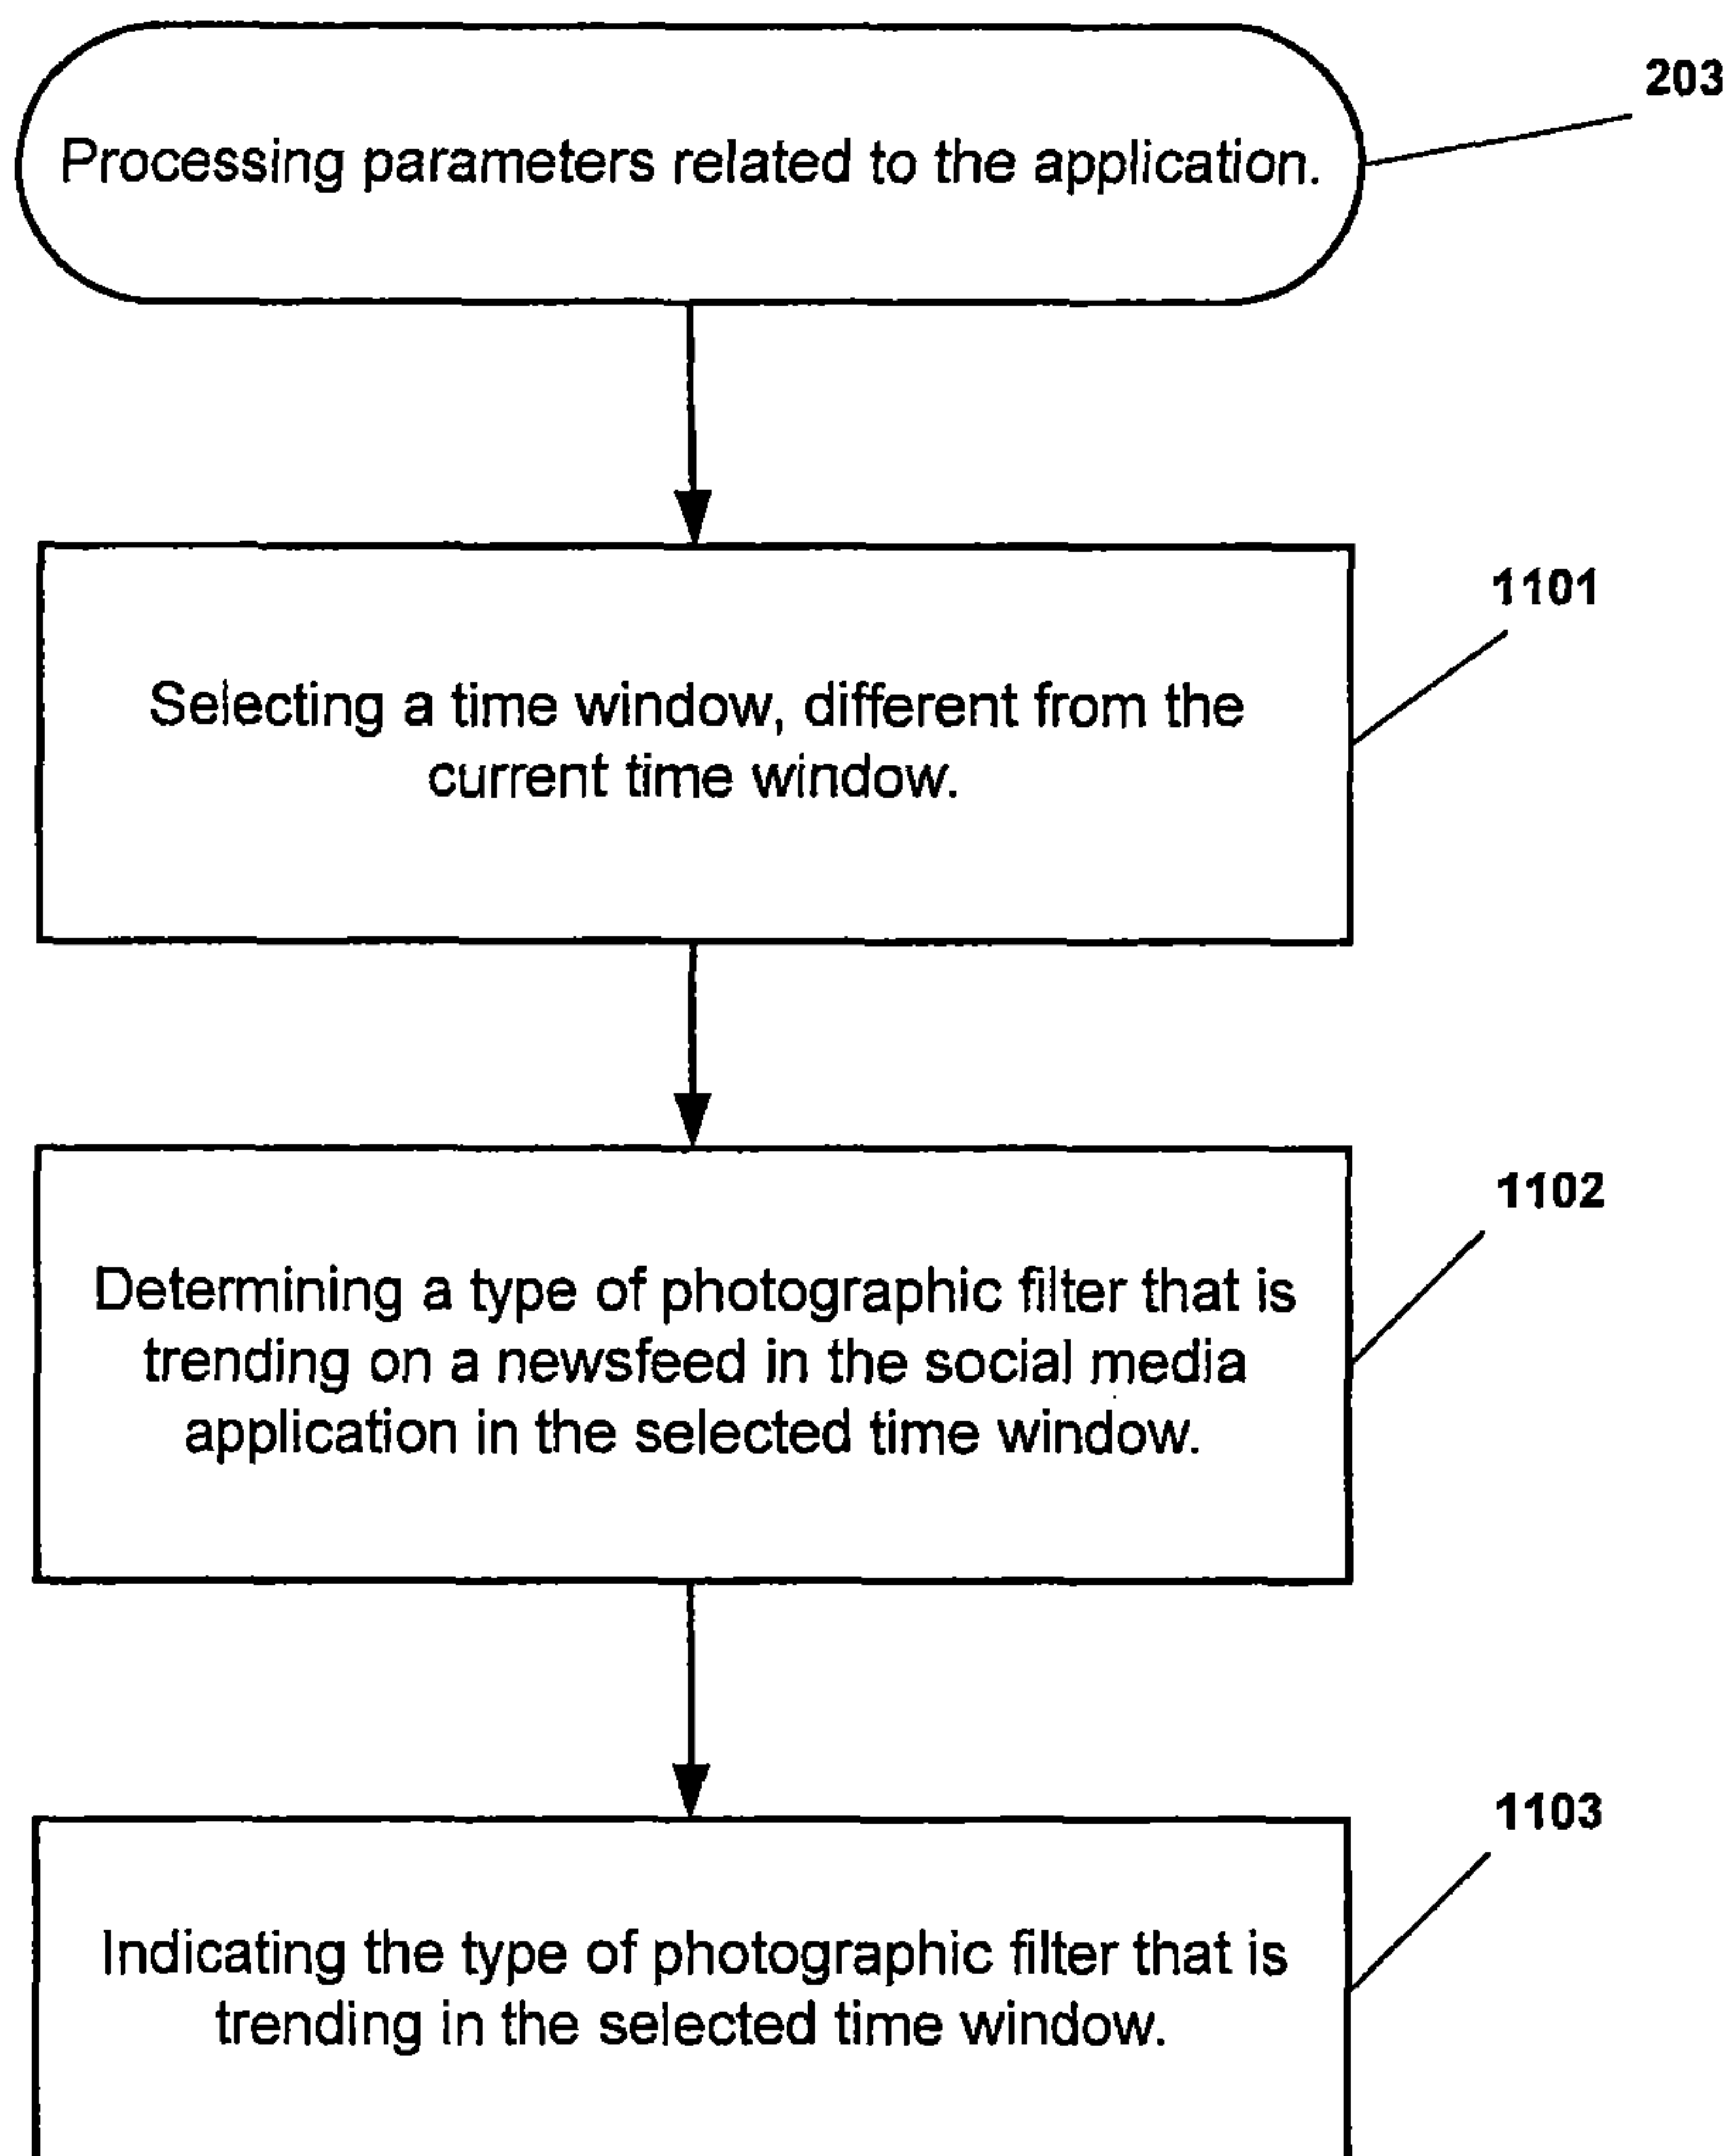 203
Processing parameters related to the application.
1101
Selecting a time window, different from the
current time window.
1102
Determining a type of photographic filter that is
trending on a newsfeed in the social media
application in the selected time window.
1103
Indicating the type of photographic filter that is
trending in the selected time window.